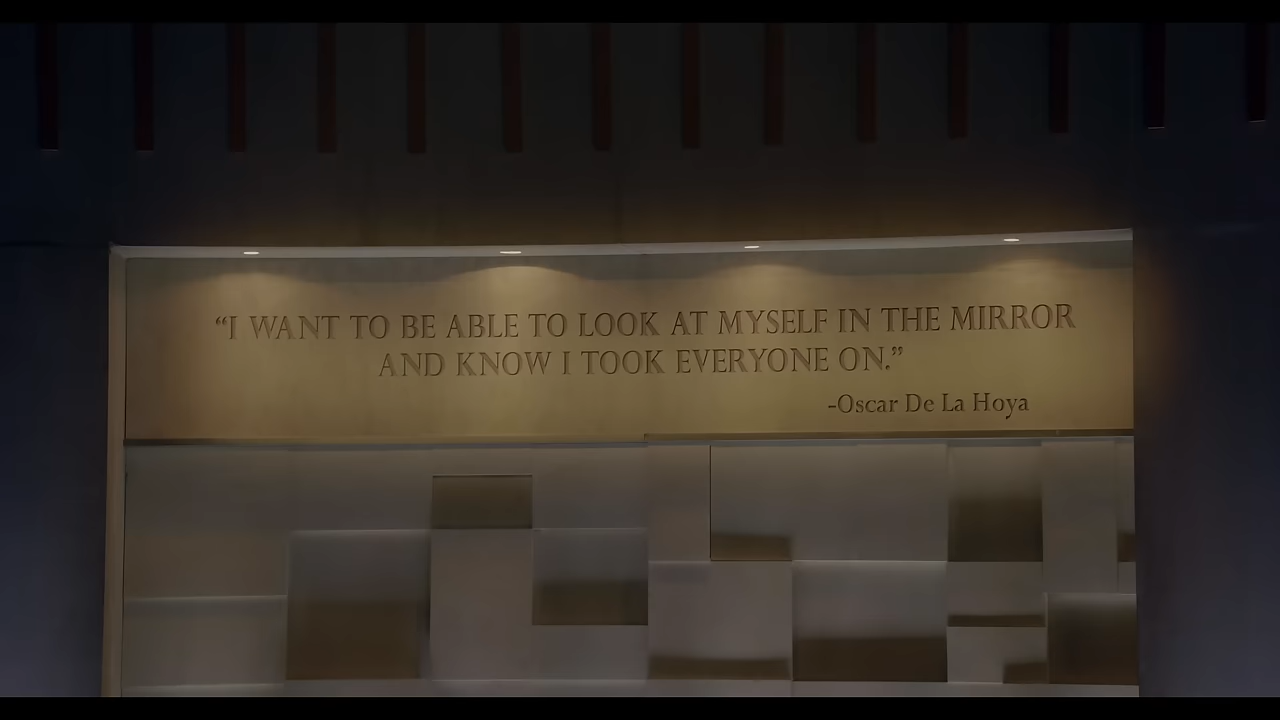 “I WANT TO BE ABLE TO LOOK AT MYSELF IN THE MIRROR
AND KNOW I TOOK EVERYONE ON.”
-Oscar De La Hoya